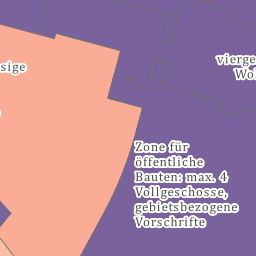 sige
vierge
Wo
Zone für
öffentliche
Bauten: max. 4
Vollgeschosse,
gebietsbezogene
Vorschrifte